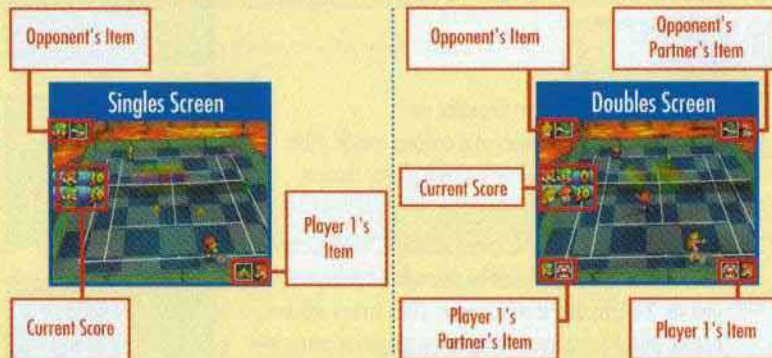 Opponent's Item
Singles Screen
Player 1's
Item
Current Score
Opponent's Item
Opponent's
Partner's Item
Doubles Screen
Current Score
Player 1's
Partner's Item
Player 1's Item